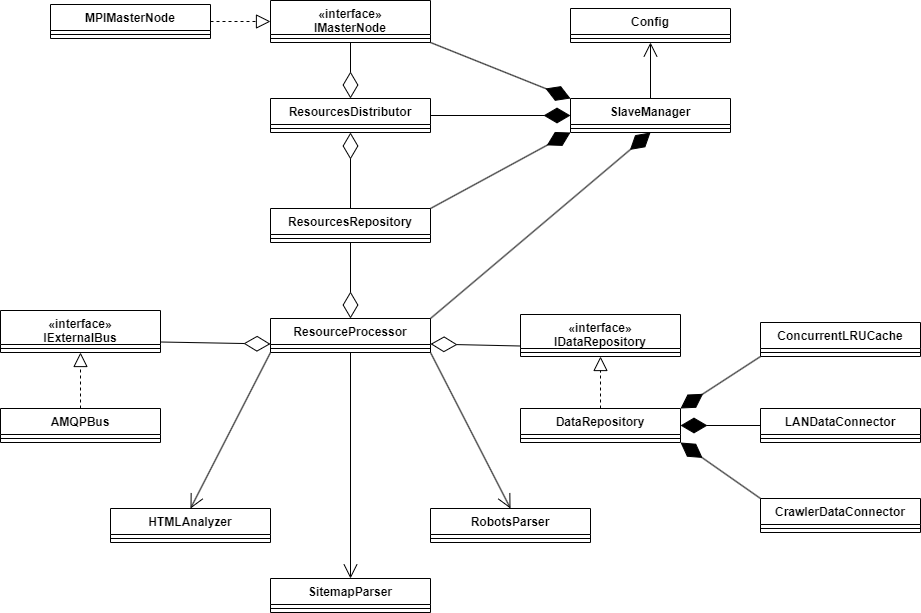 MPIMasterNode
«interface»
IMasterNode
Config
ResourcesDistributor
SlaveManager
ResourcesRepository
«interface»
IExternalBus
ResourceProcessor
«interface»
IDataRepository
ConcurrentLRUCache
AMQPBus
DataRepository
LANDataConnector
HTMLAnalyzer
RobotsParser
CrawlerDataConnector
SitemapParser